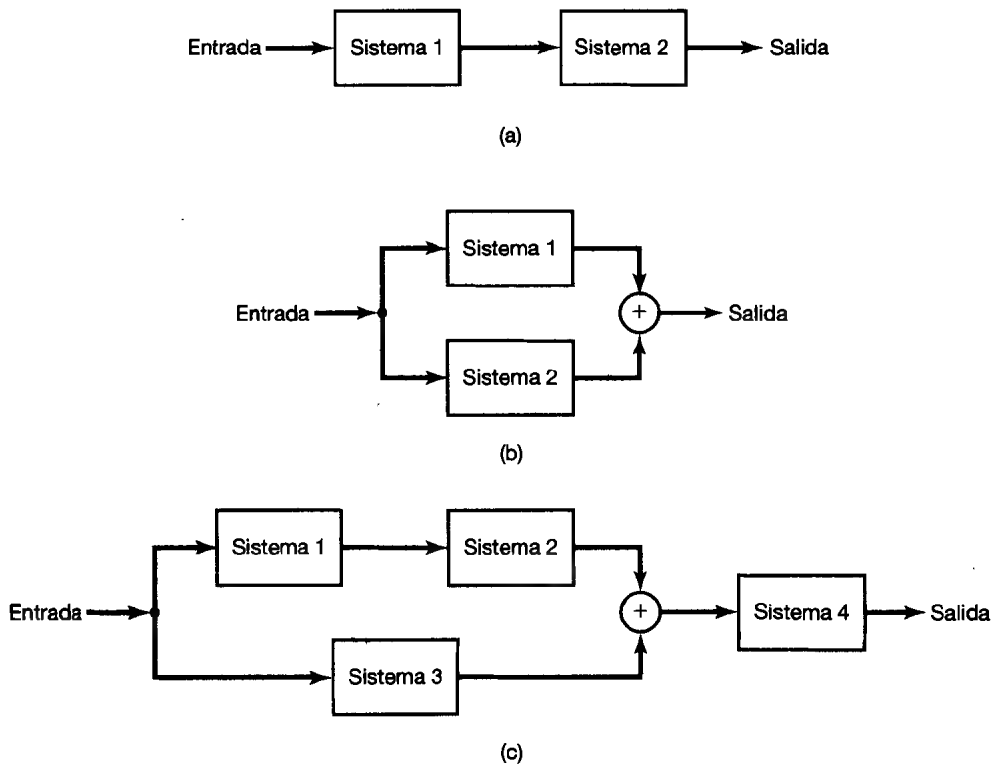 Entrada Sistema 1 Sistema 2 Salida
(a)
Sistema 1
Entrada + Salida
Sistema 2
(b)
Sistema 1 Sistema 2
Entrada + Sistema 4 Salida
Sistema 3
(c)